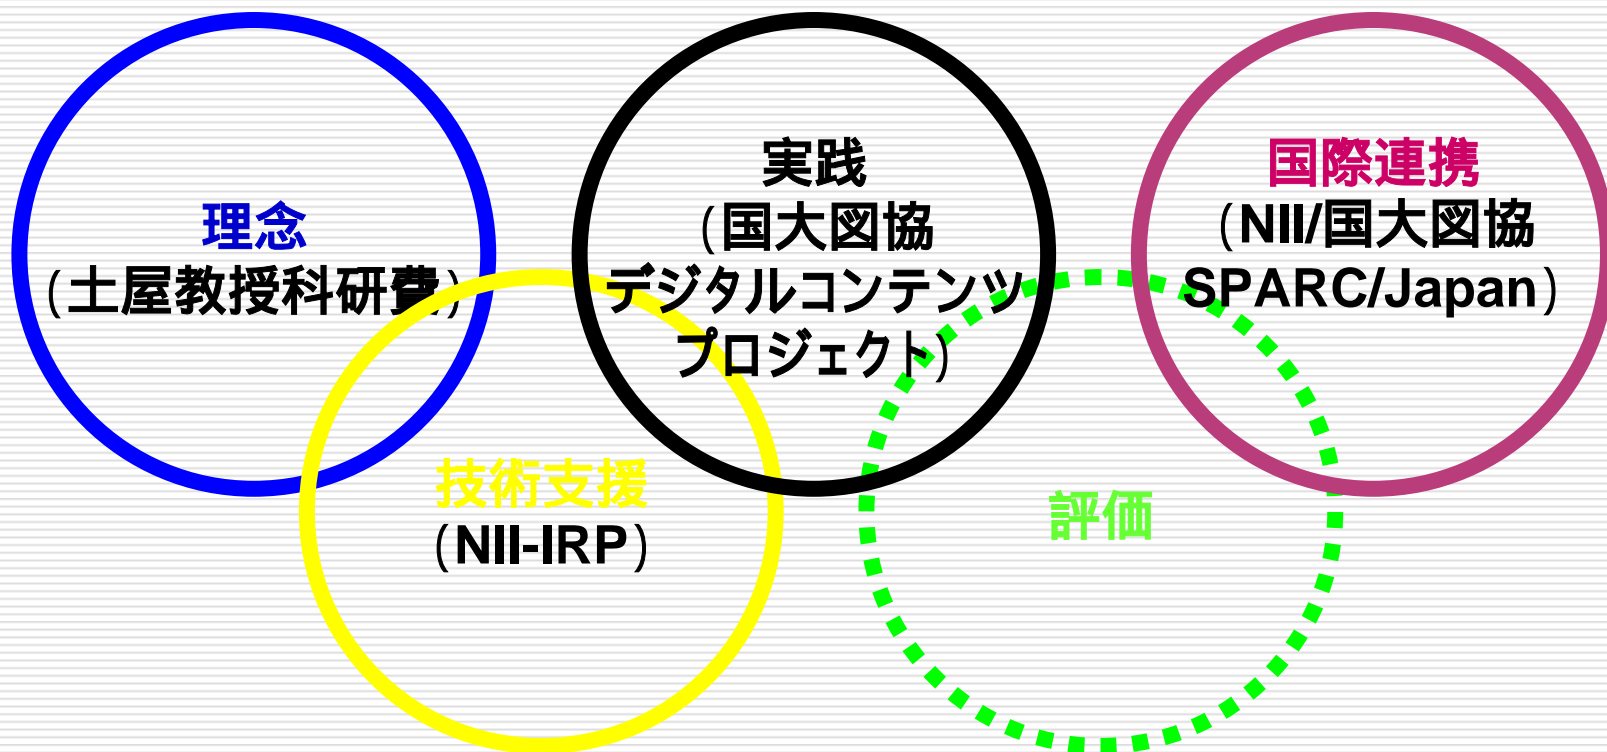 理念
(土屋教授科研費)
実践
(国大図協
デジタルコンテンツ
プロジェクト)
国際連携
(NII/国大図協
SPARC/Japan)
技術支援
(NII-IRP)
評価